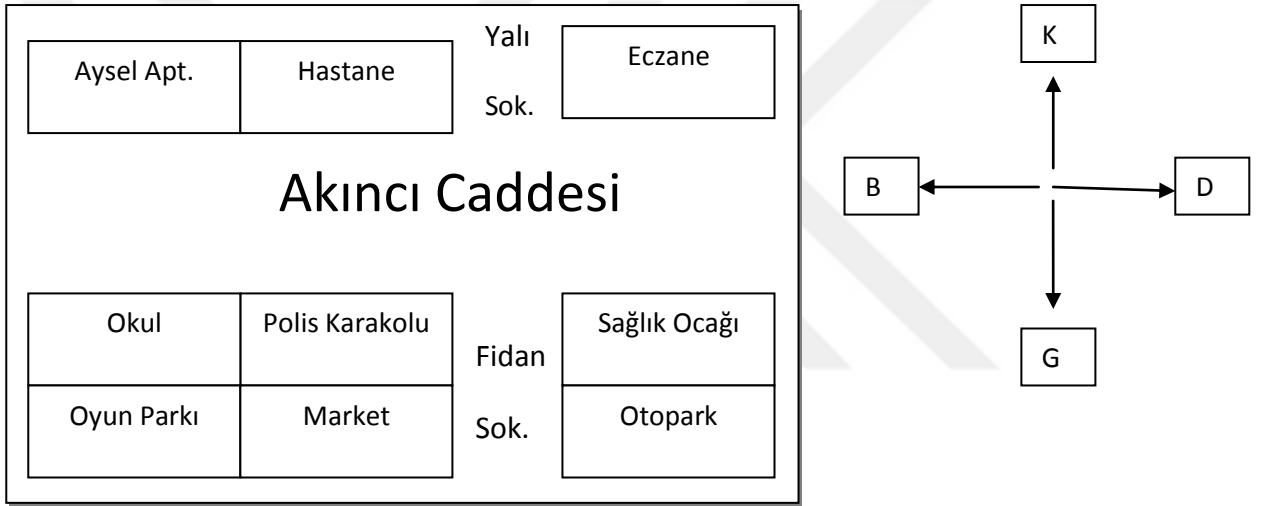 Aysel Apt.
Hastane
Yalı
Sok.
Eczane
Akıncı Caddesi
Okul
Polis Karakolu
Fidan
Sok.
Sağlık Ocağı
Oyun Parkı
Market
Otopark
K
B
D
G